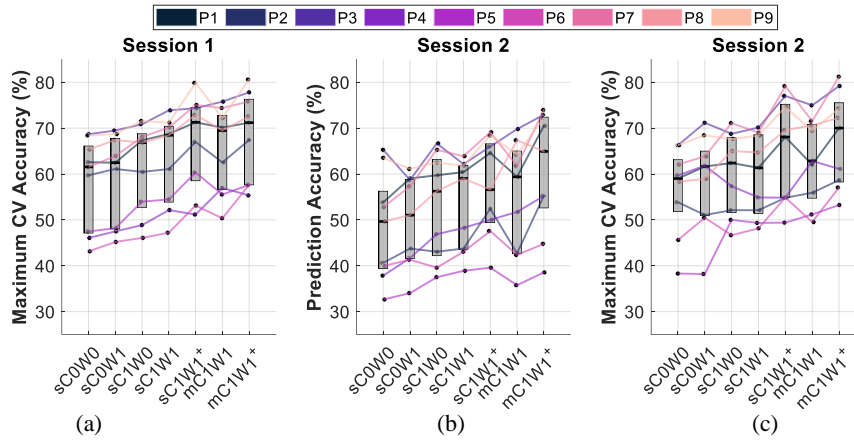 P1 P2 P3 P4 P5 P6 P7 P8 P9
Session 1 Session 2 Session 2
Maximum CV Accuracy (%)
80
70
60
50
40
30
sC0W0 sC0W1 sC1W0 sC1W1 sC1W1+ mC1W1 mC1W1+
(a)
Prediction Accuracy (%)
80
70
60
50
40
30
sC0W0 sC0W1 sC1W0 sC1W1 sC1W1+ mC1W1 mC1W1+
(b)
Maximum CV Accuracy (%)
80
70
60
50
40
30
sC0W0 sC0W1 sC1W0 sC1W1 sC1W1+ mC1W1 mC1W1+
(c)